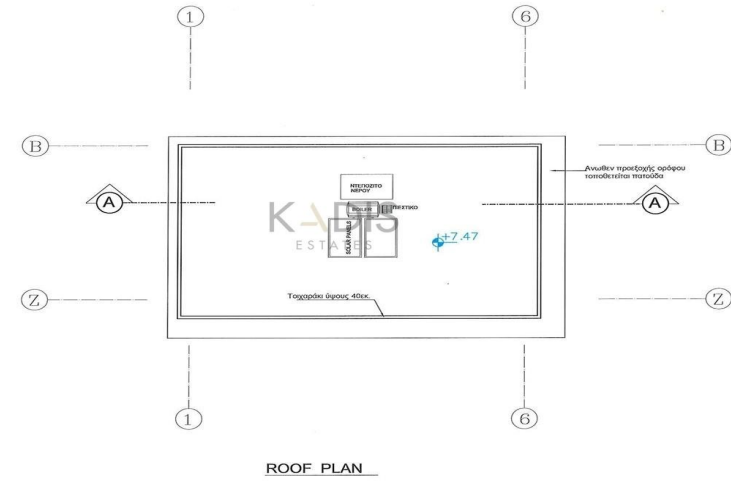 1
6
B
B
Ανωθεν προεξοχής ορόφου
τοποθετείται πατούδα
ΝΤΕΠΟΖΙΤΟ
ΝΕΡΟΥ
A
A
BOILER
ΠΙΕΣΤΙΚΟ
KADIS
ESTATES
SOLAR PANELS
+7.47
Z
Z
Τοιχαράκι ύψους 40εκ.
1
6
ROOF PLAN